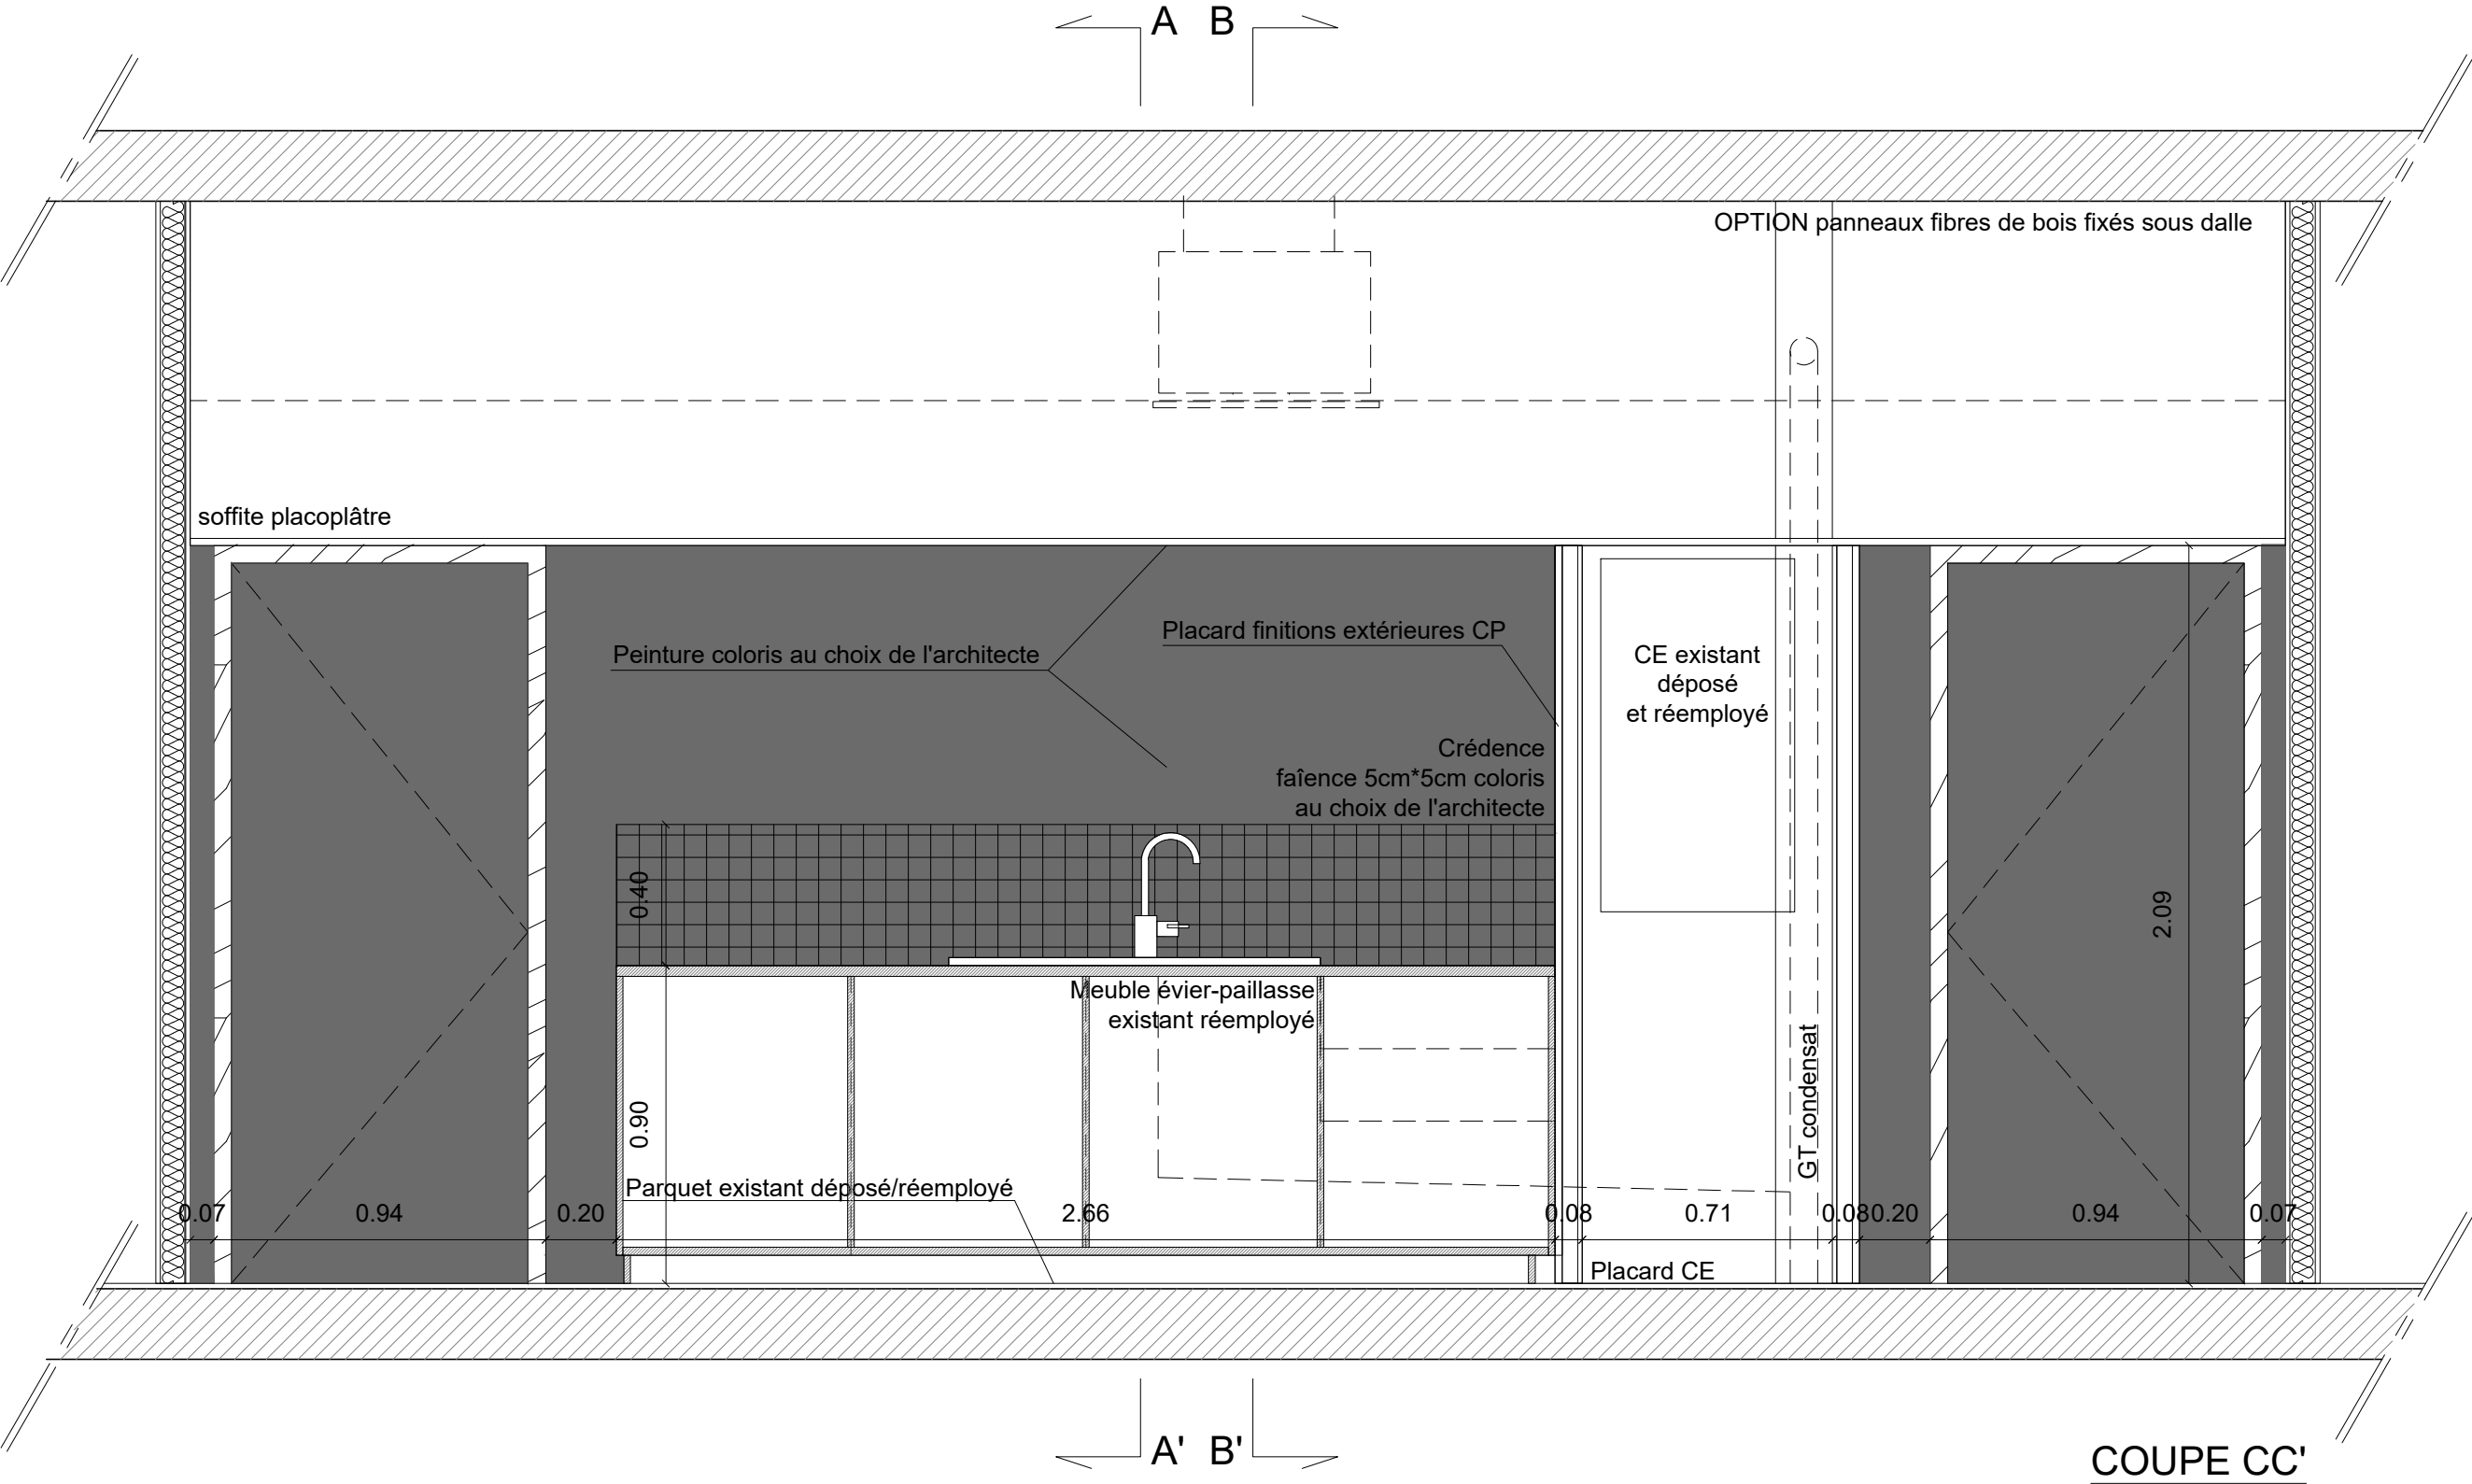 A B
OPTION panneaux fibres de bois fixés sous dalle
soffite placoplâtre
Peinture coloris au choix de l'architecte
Placard finitions extérieures CP
CE existant
déposé
et réemployé
Crédence
faîence 5cm*5cm coloris
au choix de l'architecte
0.40
2.09
Meuble évier-paillasse
existant réemployé
0.90
GT condensat
Parquet existant déposé/réemployé
0.07 0.94 0.20 2.66 0.08 0.71 0.08 0.20 0.94 0.07
Placard CE
A' B'
COUPE CC'